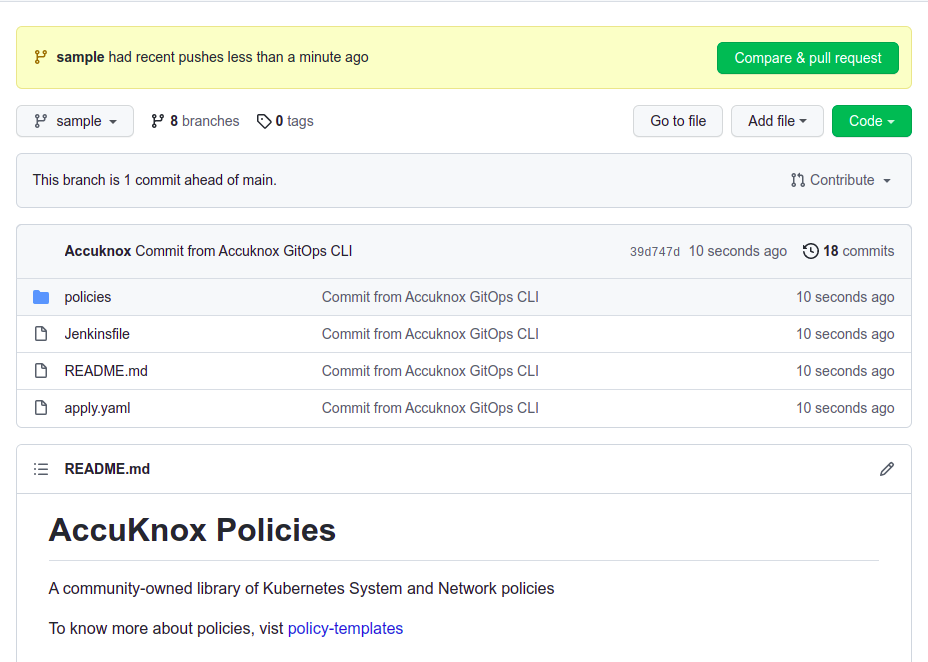 sample had recent pushes less than a minute ago
Compare & pull request
sample
8 branches
0 tags
Go to file
Add file
Code
This branch is 1 commit ahead of main.
Contribute
Accuknox Commit from Accuknox GitOps CLI
39d747d 10 seconds ago
18 commits
policies Commit from Accuknox GitOps CLI 10 seconds ago
Jenkinsfile Commit from Accuknox GitOps CLI 10 seconds ago
README.md Commit from Accuknox GitOps CLI 10 seconds ago
apply.yaml Commit from Accuknox GitOps CLI 10 seconds ago
README.md
AccuKnox Policies
A community-owned library of Kubernetes System and Network policies
To know more about policies, vist policy-templates